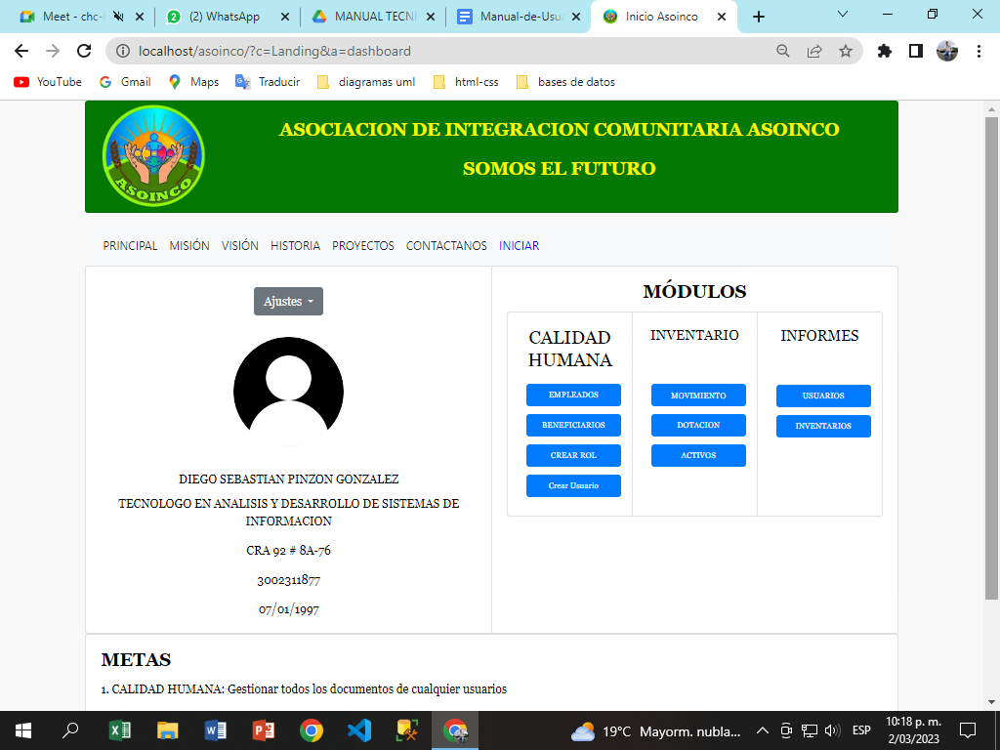 Meet - chc-
(2) WhatsApp
MANUAL TECNI
Manual-de-Usu
Inicio Asoinco
localhost/asoinco/?c=Landing&a=dashboard
YouTube
Gmail
Maps
Traducir
diagramas uml
html-css
bases de datos
ASOINCO
ASOCIACION DE INTEGRACION COMUNITARIA ASOINCO
SOMOS EL FUTURO
PRINCIPAL MISIÓN VISIÓN HISTORIA PROYECTOS CONTACTANOS INICIAR
Ajustes
DIEGO SEBASTIAN PINZON GONZALEZ
TECNOLOGO EN ANALISIS Y DESARROLLO DE SISTEMAS DE
INFORMACION
CRA 92 # 8A-76
3002311877
07/01/1997
MÓDULOS
CALIDAD
HUMANA
EMPLEADOS
BENEFICIARIOS
CREAR ROL
Crear Usuario
INVENTARIO
MOVIMIENTO
DOTACION
ACTIVOS
INFORMES
USUARIOS
INVENTARIOS
METAS
1. CALIDAD HUMANA: Gestionar todos los documentos de cualquier usuarios
19°C Mayorm. nubla...
ESP
10:18 p. m.
2/03/2023